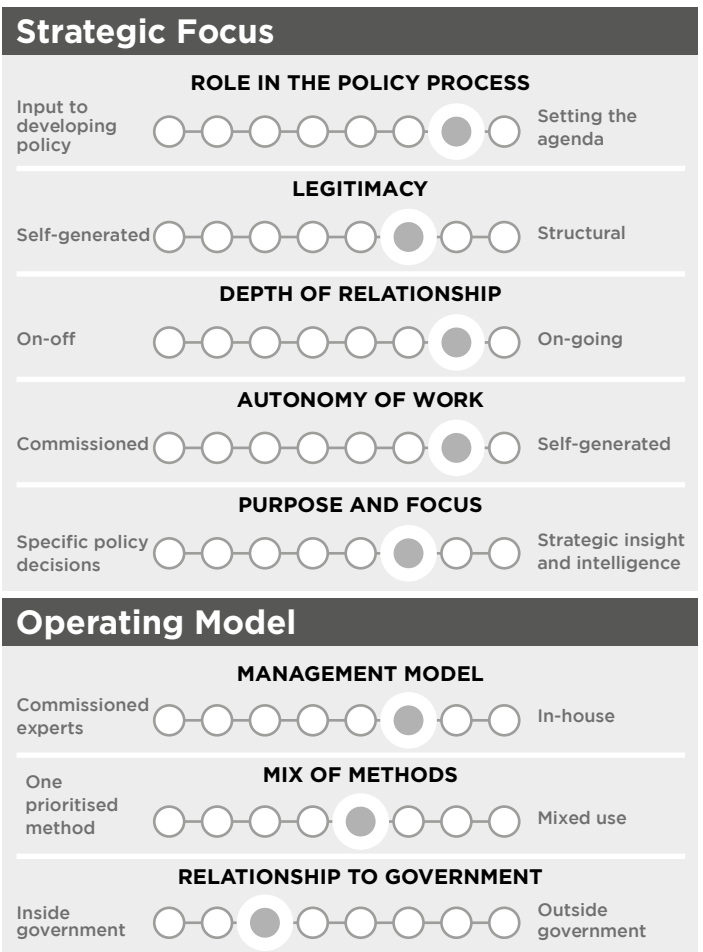 Strategic Focus
ROLE IN THE POLICY PROCESS
Input to
developing
policy
Setting the
agenda
LEGITIMACY
Self-generated
Structural
DEPTH OF RELATIONSHIP
On-off
On-going
AUTONOMY OF WORK
Commissioned
Self-generated
PURPOSE AND FOCUS
Specific policy
decisions
Strategic insight
and intelligence
Operating Model
MANAGEMENT MODEL
Commissioned
experts
In-house
MIX OF METHODS
One
prioritised
method
Mixed use
RELATIONSHIP TO GOVERNMENT
Inside
government
Outside
government